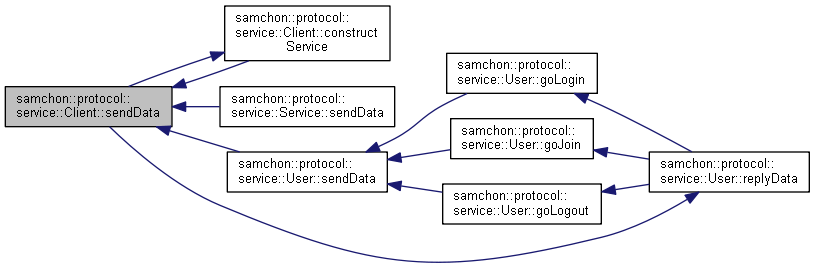 samchon::protocol::
service::Client::sendData
samchon::protocol::
service::Client::construct
Service
samchon::protocol::
service::Service::sendData
samchon::protocol::
service::User::sendData
samchon::protocol::
service::User::goLogin
samchon::protocol::
service::User::goJoin
samchon::protocol::
service::User::goLogout
samchon::protocol::
service::User::replyData